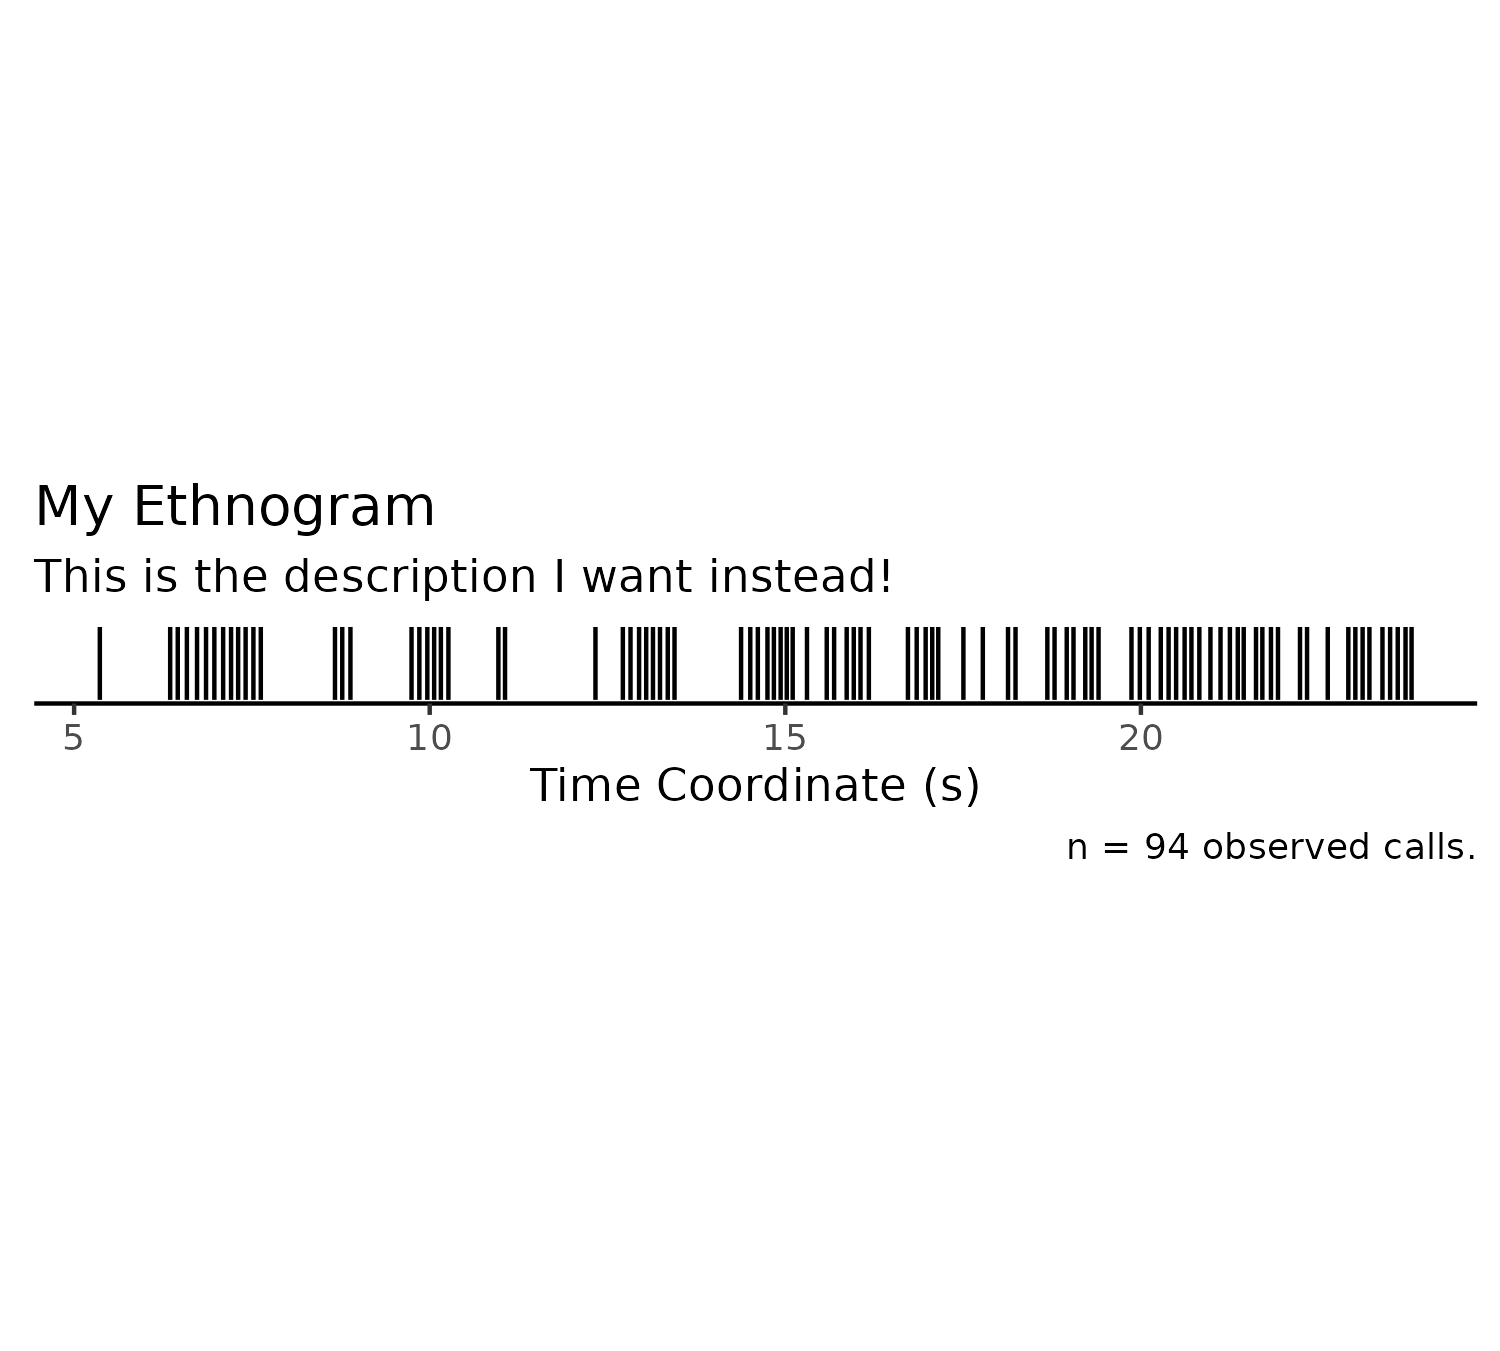 My Ethnogram
This is the description I want instead!
5 10 15 20
Time Coordinate (s)
n = 94 observed calls.